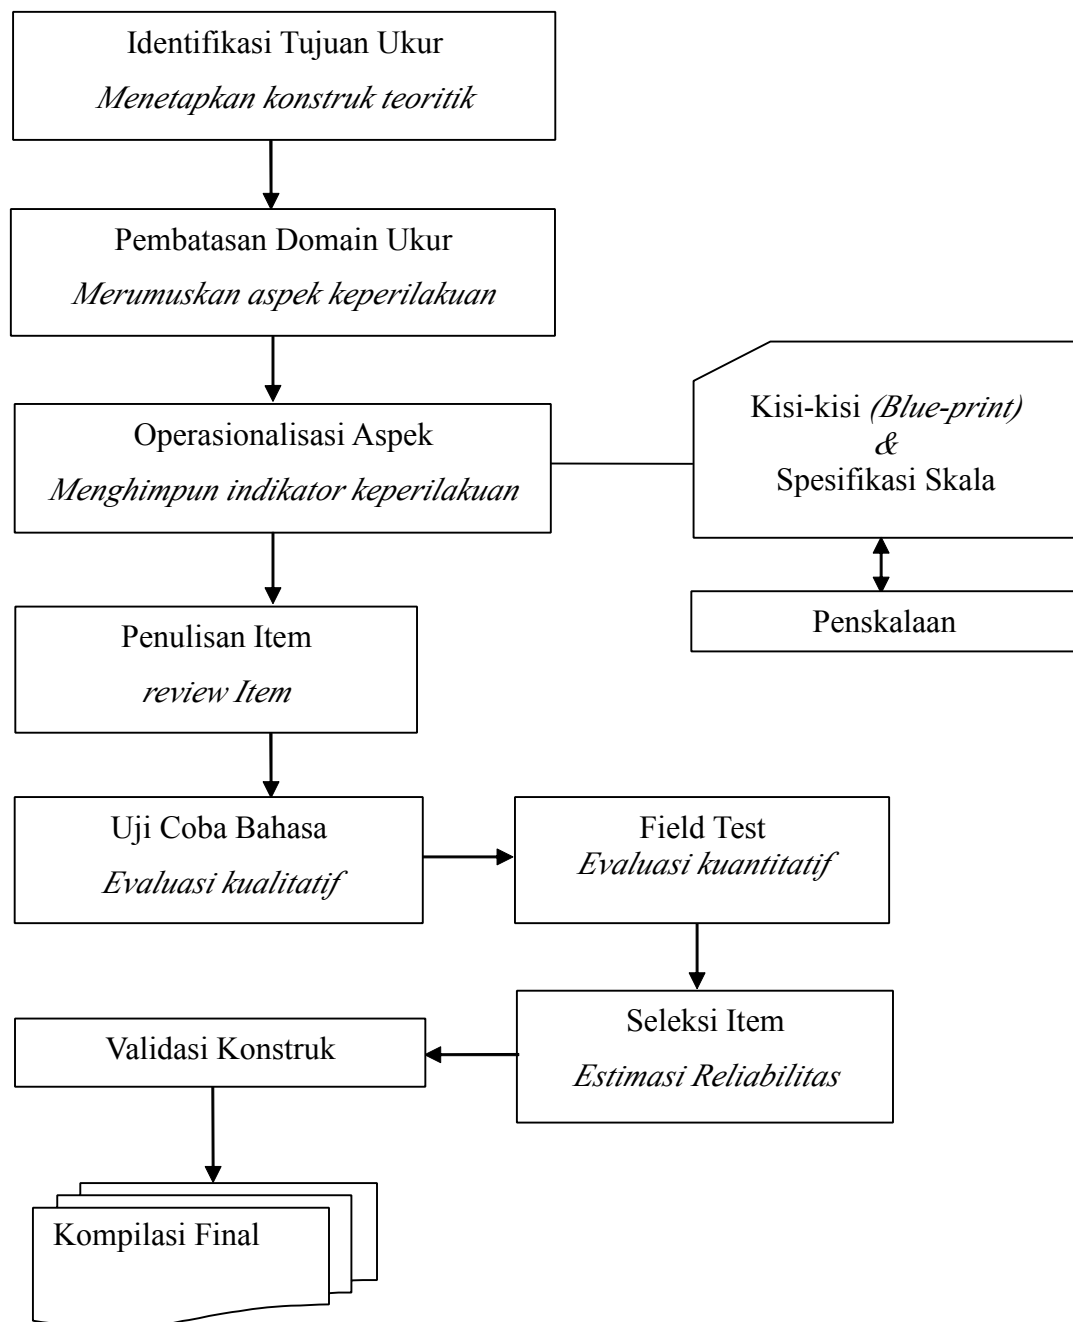 Identifikasi Tujuan Ukur
Menetapkan konstruk teoritik
Pembatasan Domain Ukur
Merumuskan aspek keperilakuan
Operasionalisasi Aspek
Menghimpun indikator keperilakuan
Kisi-kisi (Blue-print)
&
Spesifikasi Skala
Penskalaan
Penulisan Item
review Item
Uji Coba Bahasa
Evaluasi kualitatif
Field Test
Evaluasi kuantitatif
Seleksi Item
Estimasi Reliabilitas
Validasi Konstruk
Kompilasi Final